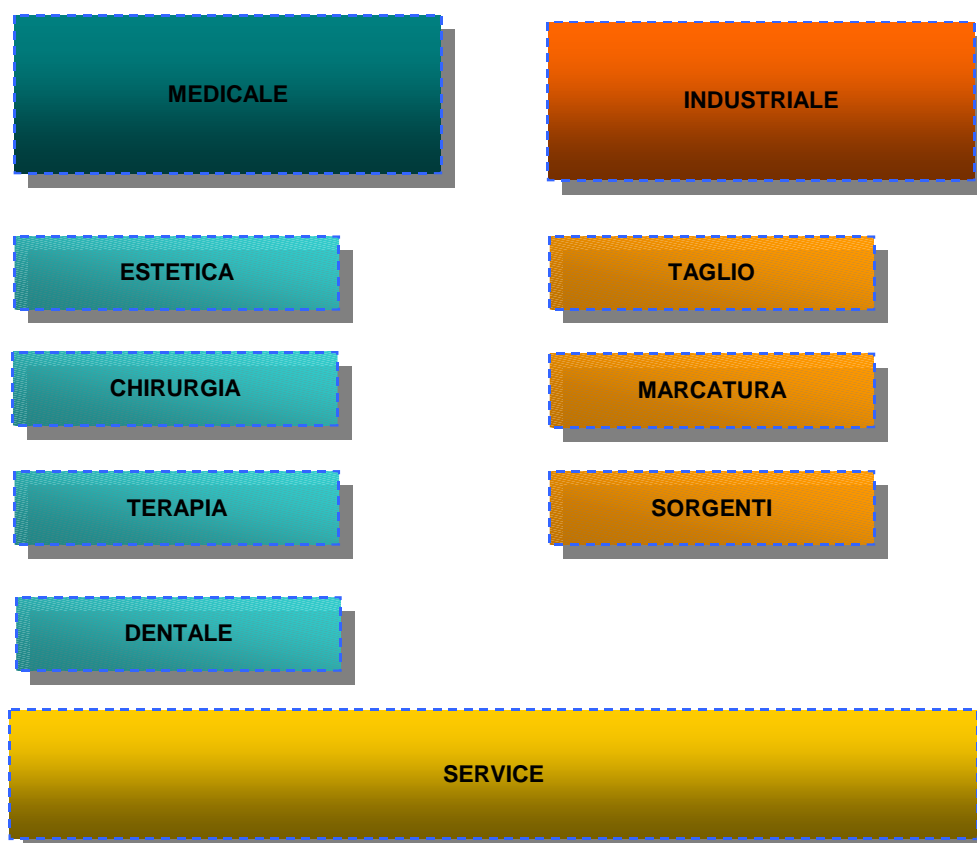 MEDICALE
INDUSTRIALE
ESTETICA
TAGLIO
CHIRURGIA
MARCATURA
TERAPIA
SORGENTI
DENTALE
SERVICE